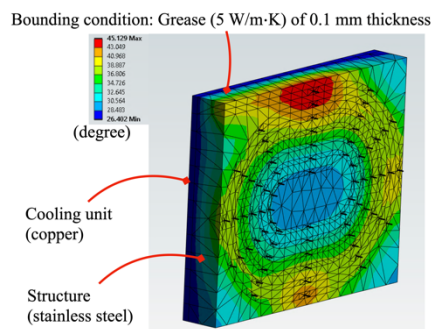 Bounding condition: Grease (5 W/m·K) of 0.1 mm thickness
45.129 Max
43.049
40.968
38.887
36.806
34.726
32.645
30.564
28.483
26.402 Min
(degree)
Cooling unit
(copper)
Structure
(stainless steel)